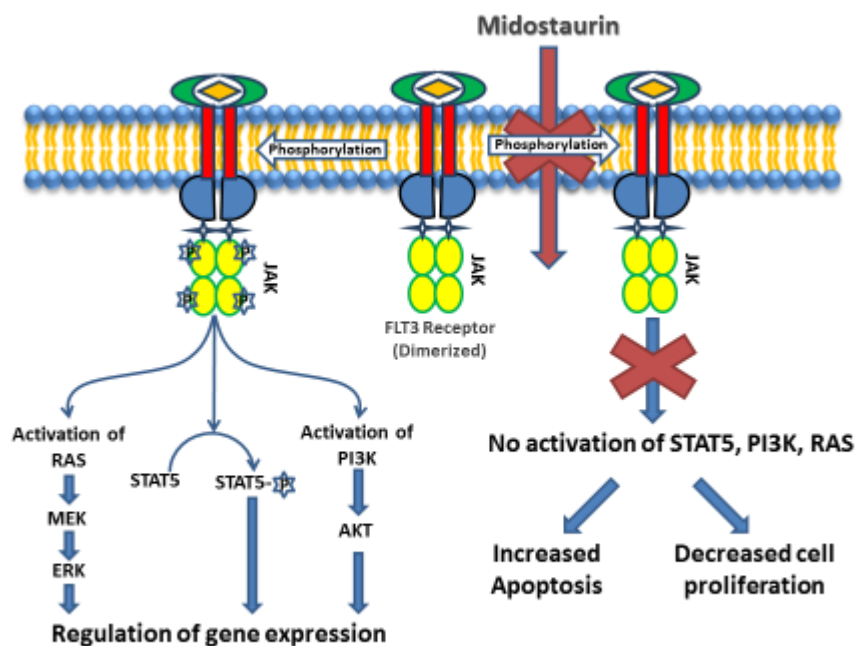 Midostaurin
Phosphorylation
Phosphorylation
P
P
P
P
JAK
JAK
JAK
FLT3 Receptor
(Dimerized)
Activation of
RAS
MEK
ERK
STAT5
STAT5-P
Activation of
PI3K
AKT
Regulation of gene expression
No activation of STAT5, PI3K, RAS
Increased
Apoptosis
Decreased cell
proliferation